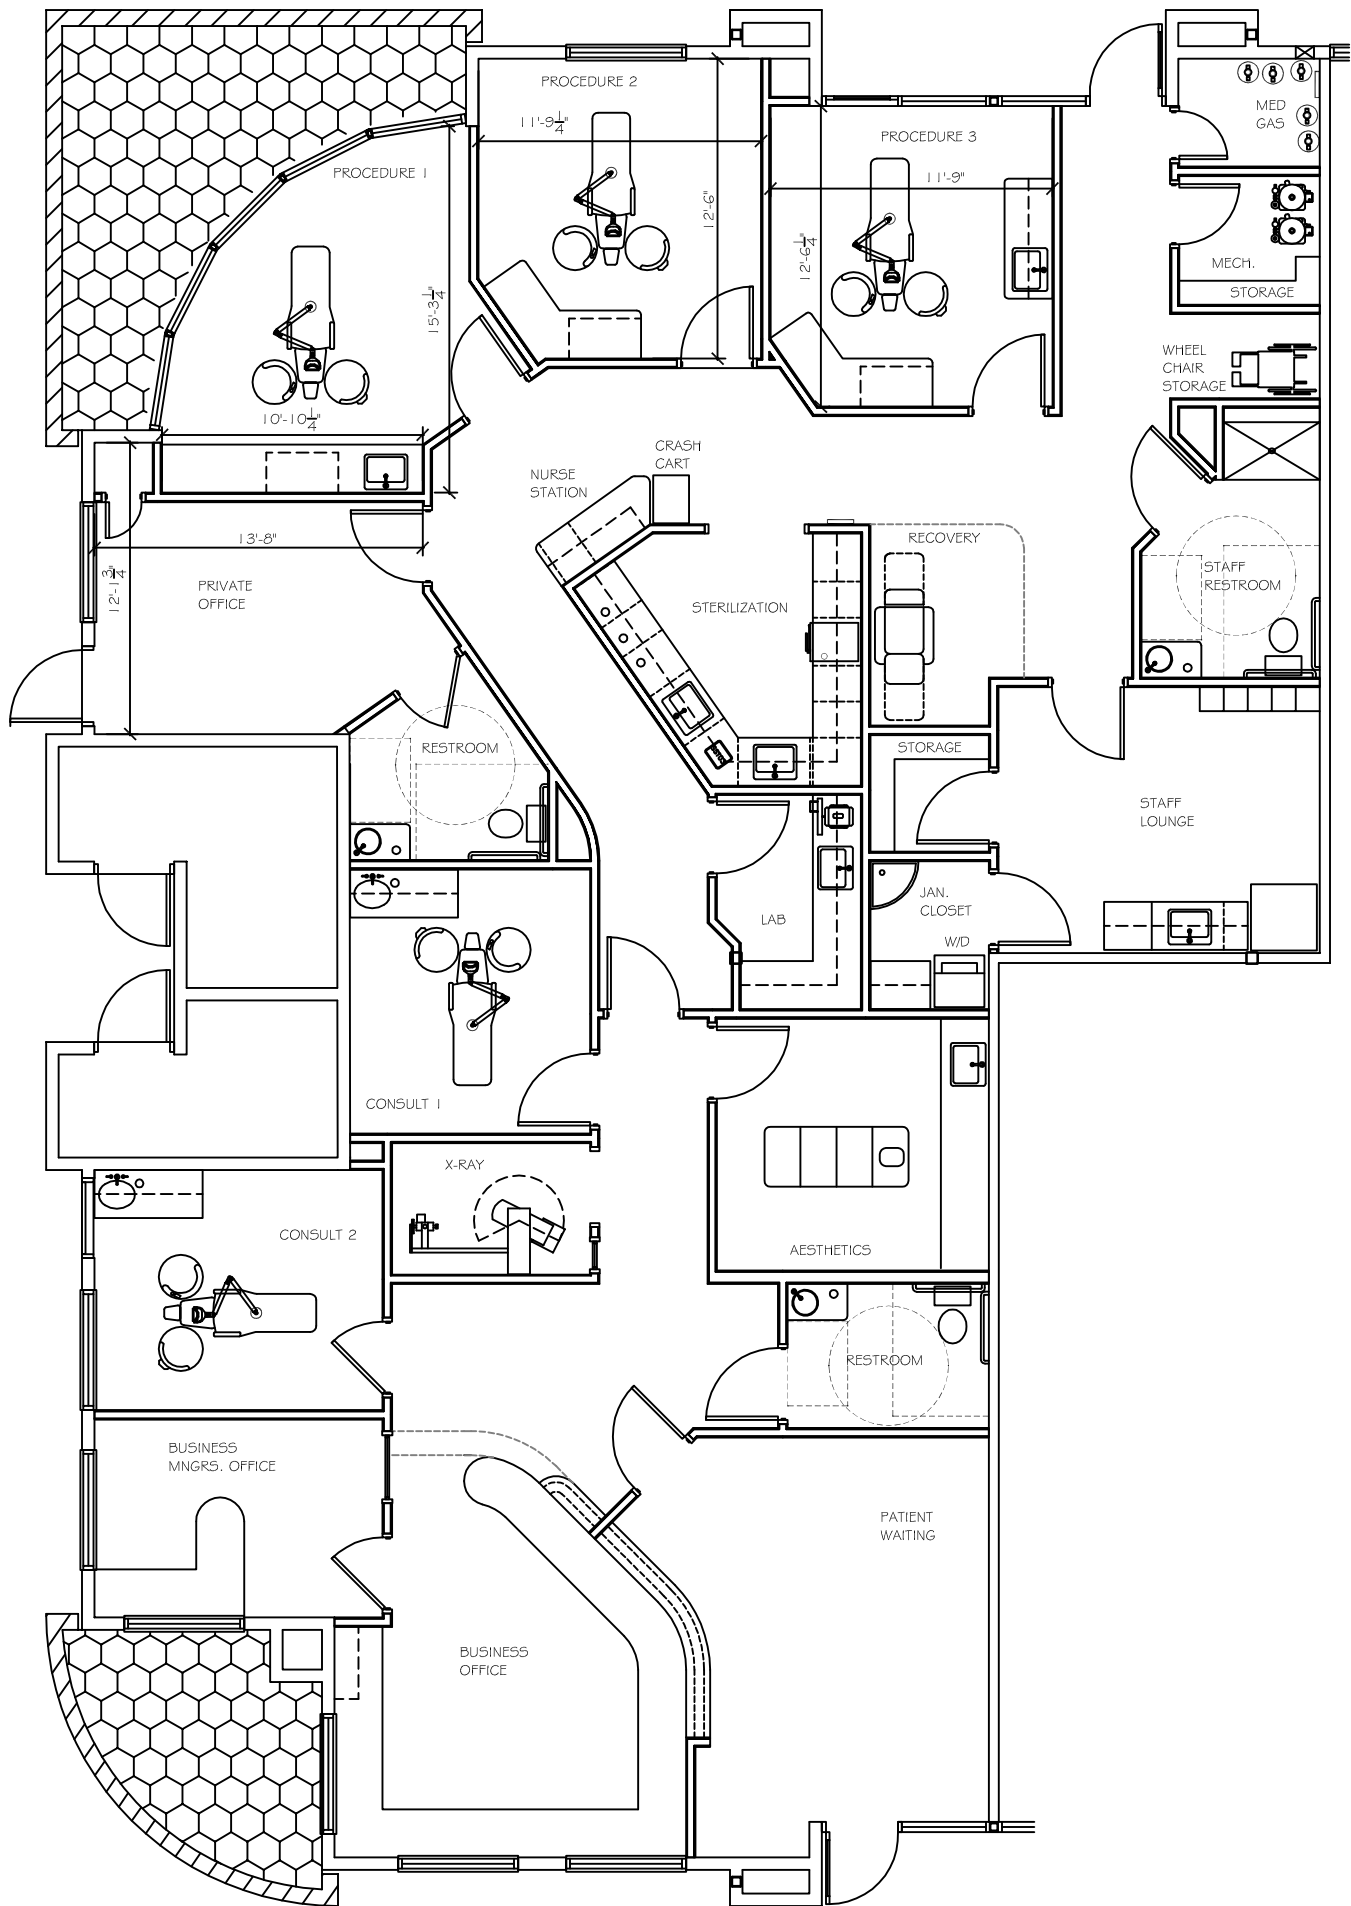 PROCEDURE 2
MED
GAS
11'-9 1/4"
PROCEDURE 3
PROCEDURE 1
11'-9"
12'-6"
12'-6 1/4"
MECH.
STORAGE
15'-3 1/4"
WHEEL
CHAIR
STORAGE
10'-10 1/4"
CRASH
CART
NURSE
STATION
13'-8"
RECOVERY
12'-1 3/4"
PRIVATE
OFFICE
STAFF
RESTROOM
STERILIZATION
RESTROOM
STORAGE
STAFF
LOUNGE
JAN.
CLOSET
LAB
W/D
CONSULT 1
X-RAY
CONSULT 2
AESTHETICS
RESTROOM
BUSINESS
MNGRS. OFFICE
PATIENT
WAITING
BUSINESS
OFFICE